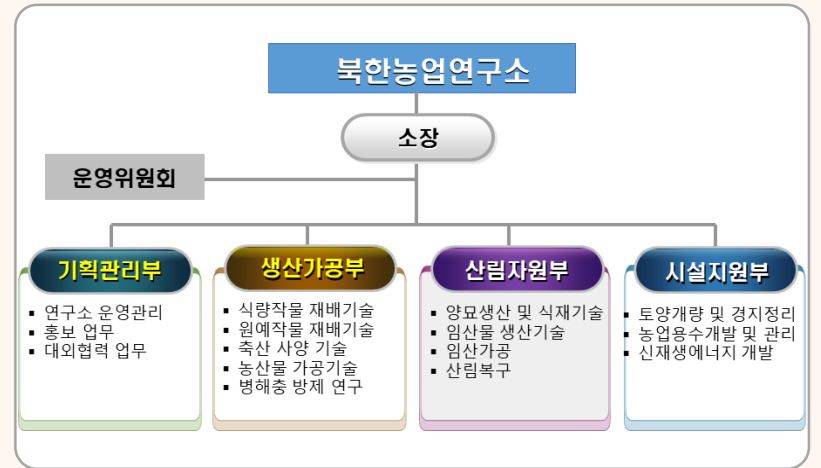 북한농업연구소
소장
운영위원회
기획관리부
▪ 연구소 운영관리
▪ 홍보 업무
▪ 대외협력 업무
생산가공부
▪ 식량작물 재배기술
▪ 원예작물 재배기술
▪ 축산 사양 기술
▪ 농산물 가공기술
▪ 병해충 방제 연구
산림자원부
▪ 양묘생산 및 식재기술
▪ 임산물 생산기술
▪ 임산가공
▪ 산림복구
시설지원부
▪ 토양개량 및 경지정리
▪ 농업용수개발 및 관리
▪ 신재생에너지 개발